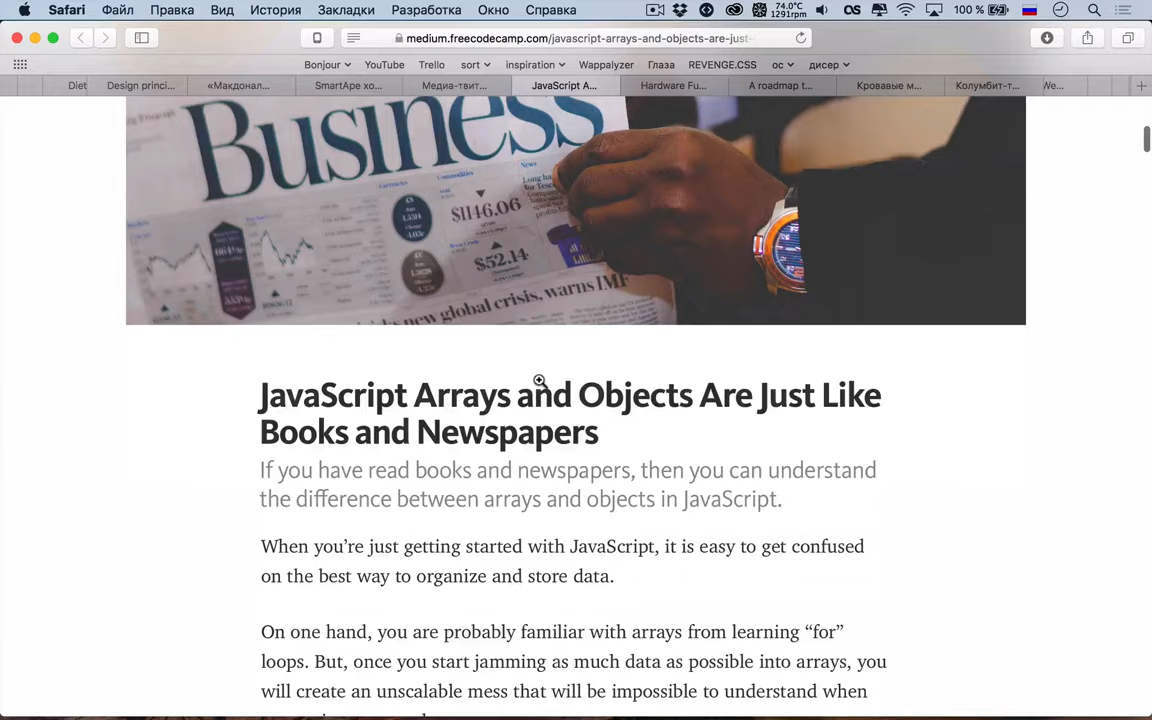 Safari Файл Правка Вид История Закладки Разработка Окно Справка 74.0°C 1291rpm 100 %
medium.freecodecamp.com/javascript-arrays-and-objects-are-just-
Bonjour YouTube Trello sort inspiration Wappalyzer Глаза REVENGE.CSS ос дисер
Diet Design princi... «Макдонал... SmartApe хо... Медиа-твит... JavaScript A... Hardware Fu... A roadmap t... Кровавые м... Колумбит-т... We...
Business
Commodities
$1146.06
$52.14
new global crisis, warns IMF
JavaScript Arrays and Objects Are Just Like
Books and Newspapers
If you have read books and newspapers, then you can understand
the difference between arrays and objects in JavaScript.
When you’re just getting started with JavaScript, it is easy to get confused
on the best way to organize and store data.
On one hand, you are probably familiar with arrays from learning “for”
loops. But, once you start jamming as much data as possible into arrays, you
will create an unscalable mess that will be impossible to understand when